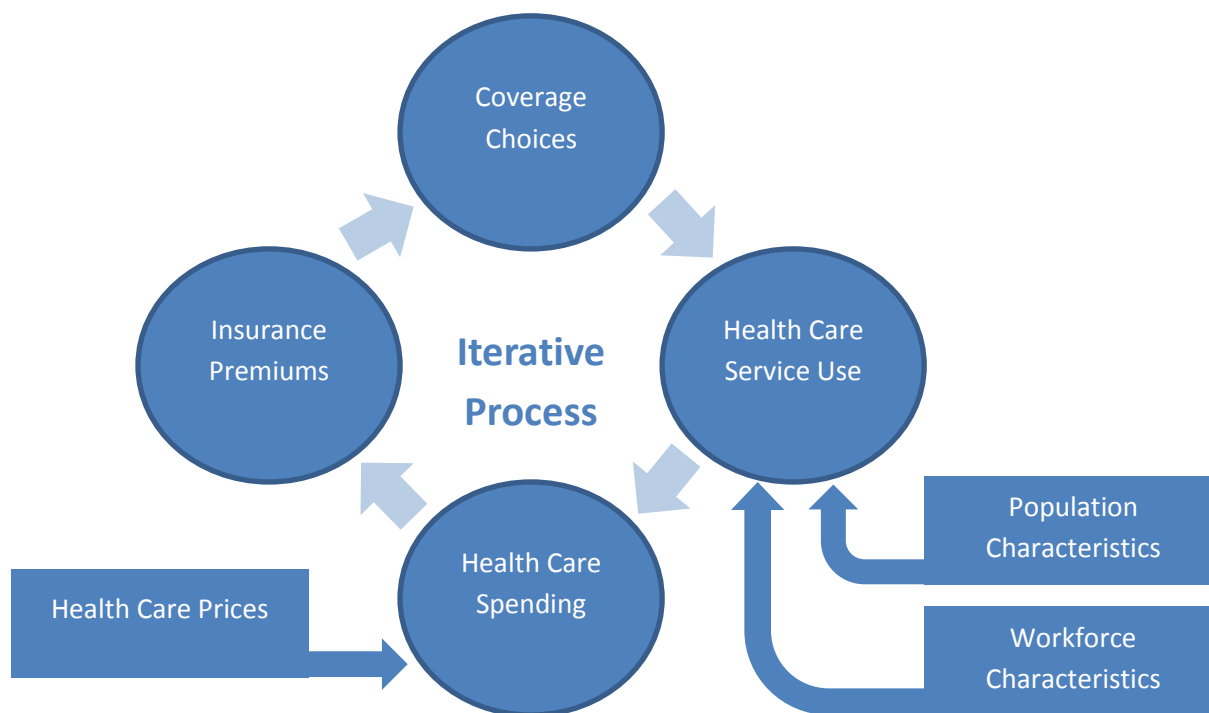 Coverage
Choices
Insurance
Premiums
Iterative
Process
Health Care
Service Use
Health Care
Spending
Population
Characteristics
Health Care Prices
Workforce
Characteristics